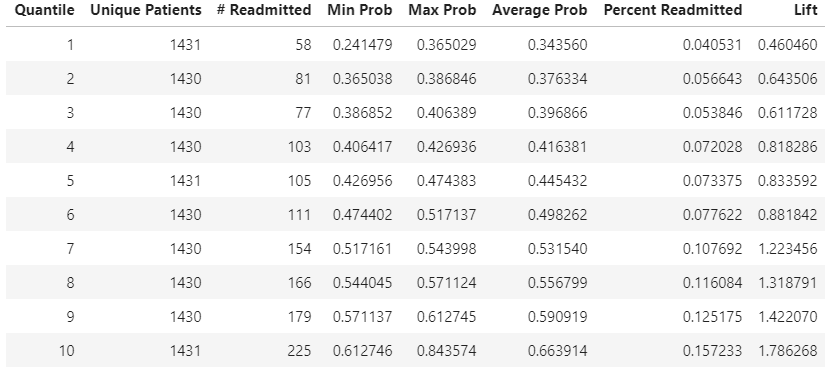 Quantile Unique Patients # Readmitted Min Prob Max Prob Average Prob Percent Readmitted Lift
1 1431 58 0.241479 0.365029 0.343560 0.040531 0.460460
2 1430 81 0.365038 0.386846 0.376334 0.056643 0.643506
3 1430 77 0.386852 0.406389 0.396866 0.053846 0.611728
4 1430 103 0.406417 0.426936 0.416381 0.072028 0.818286
5 1431 105 0.426956 0.474383 0.445432 0.073375 0.833592
6 1430 111 0.474402 0.517137 0.498262 0.077622 0.881842
7 1430 154 0.517161 0.543998 0.531540 0.107692 1.223456
8 1430 166 0.544045 0.571124 0.556799 0.116084 1.318791
9 1430 179 0.571137 0.612745 0.590919 0.125175 1.422070
10 1431 225 0.612746 0.843574 0.663914 0.157233 1.786268